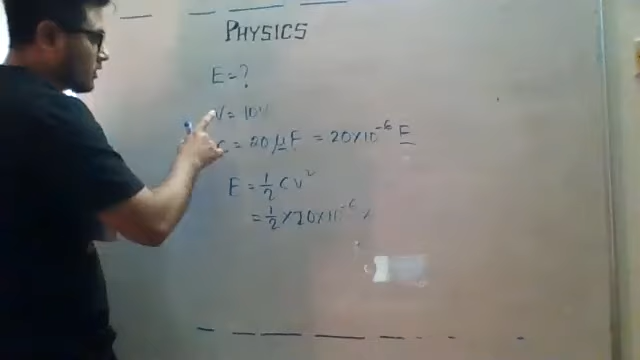 PHYSICS
E = ?
V = 10V
C = 20 μF = 20×10⁻⁶ F
E = 1/2 CV²
= 1/2 × 20×10⁻⁶ ×